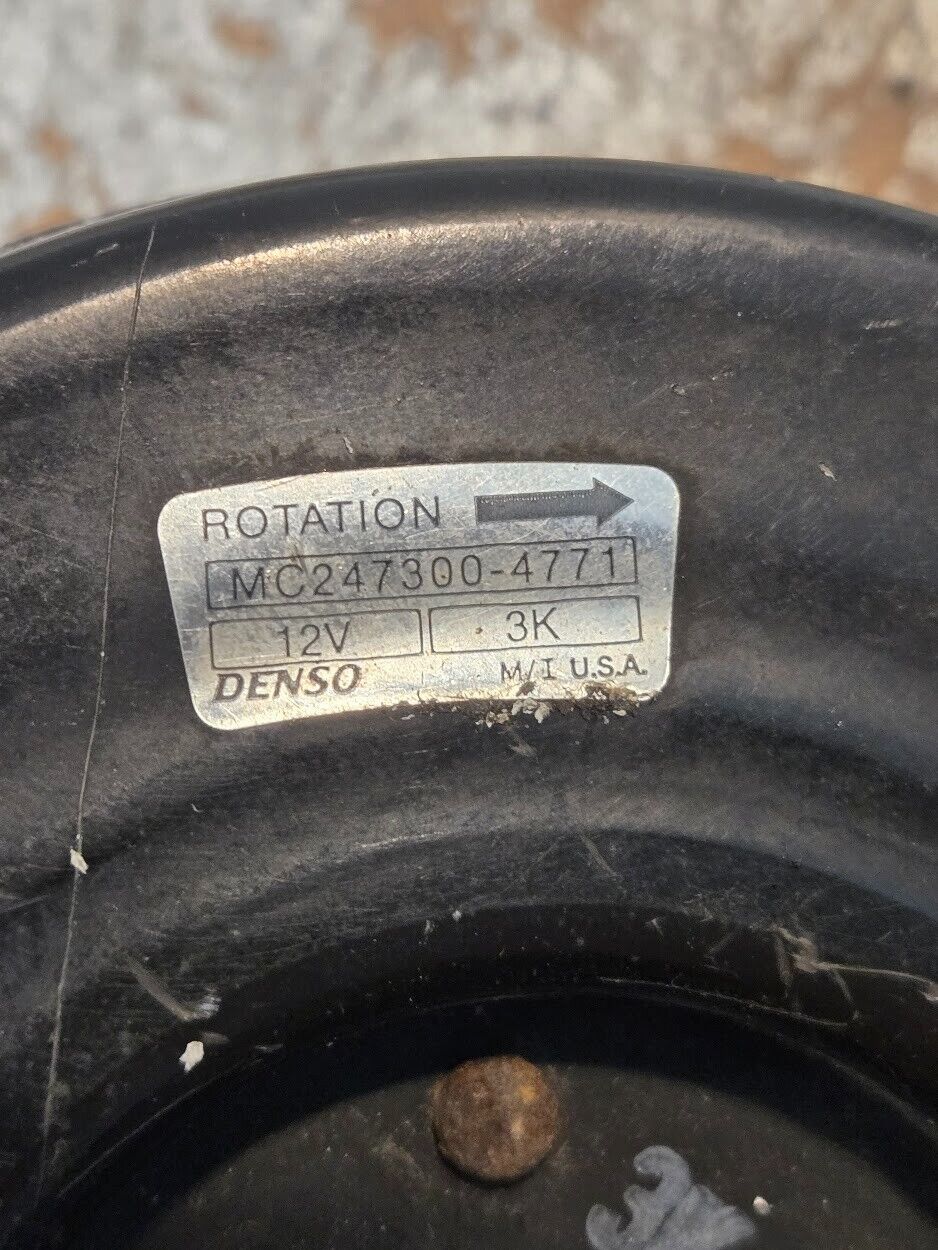 ROTATION
MC247300-4771
12V 3K
DENSO M/I U.S.A.